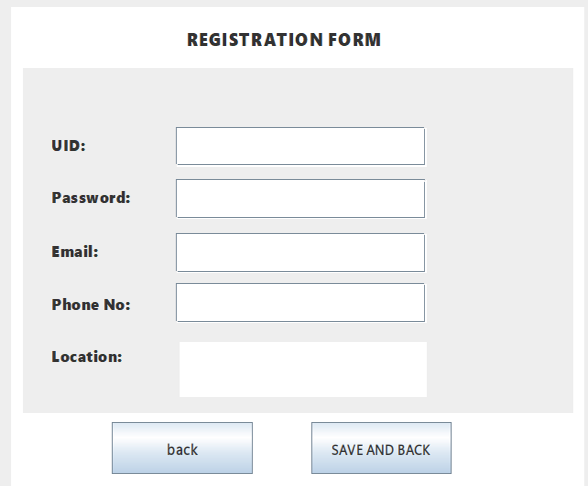 REGISTRATION FORM
UID:
Password:
Email:
Phone No:
Location:
back
SAVE AND BACK